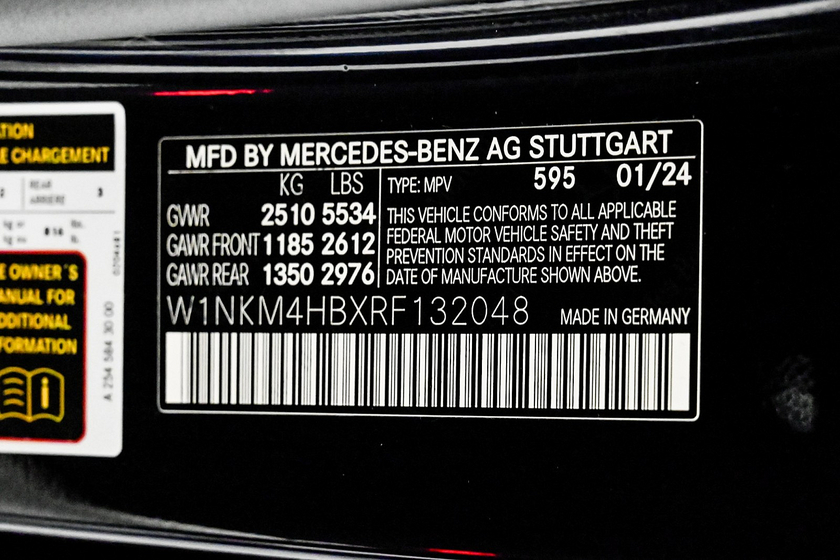 TION
E CHARGEMENT
REAR 3
ARRIERE
E OWNER'S
ANUAL FOR
DDITIONAL
FORMATION
A 254 584 30 00
MFD BY MERCEDES-BENZ AG STUTTGART
KG LBS
GVWR 2510 5534
GAWR FRONT 1185 2612
GAWR REAR 1350 2976
TYPE: MPV 595 01/24
THIS VEHICLE CONFORMS TO ALL APPLICABLE
FEDERAL MOTOR VEHICLE SAFETY AND THEFT
PREVENTION STANDARDS IN EFFECT ON THE
DATE OF MANUFACTURE SHOWN ABOVE.
W1NKM4HBXRF132048 MADE IN GERMANY